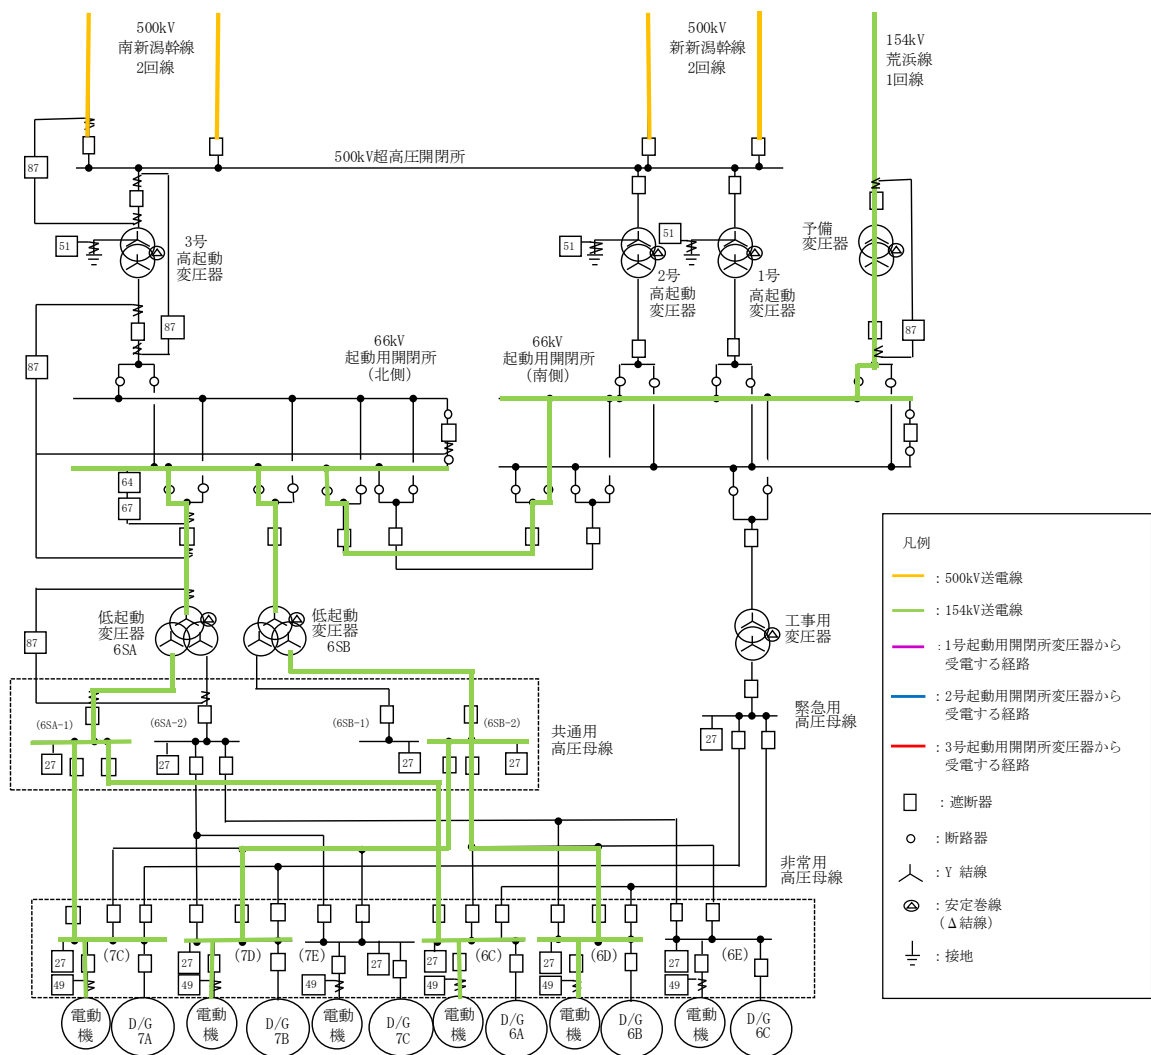 500kV
南新潟幹線
2回線
500kV
新新潟幹線
2回線
154kV
荒浜線
1回線
500kV超高圧開閉所
87
51
3号
高起動
変圧器
87
51
2号
高起動
変圧器
51
1号
高起動
変圧器
予備
変圧器
87
87
66kV
起動用開閉所
(北側)
66kV
起動用開閉所
(南側)
64
67
低起動
変圧器
6SA
低起動
変圧器
6SB
工事用
変圧器
87
(6SA-1)
(6SA-2)
(6SB-1)
(6SB-2)
共通用
高圧母線
緊急用
高圧母線
27
27
27
27
27
非常用
高圧母線
(7C)
(7D)
(7E)
(6C)
(6D)
(6E)
27
27
27
27
27
27
49
49
49
49
49
49
電動
機
D/G
7A
電動
機
D/G
7B
電動
機
D/G
7C
電動
機
D/G
6A
電動
機
D/G
6B
電動
機
D/G
6C
凡例
：500kV送電線
：154kV送電線
：1号起動用開閉所変圧器から
受電する経路
：2号起動用開閉所変圧器から
受電する経路
：3号起動用開閉所変圧器から
受電する経路
：遮断器
：断路器
：Y 結線
：安定巻線
(Δ結線)
：接地